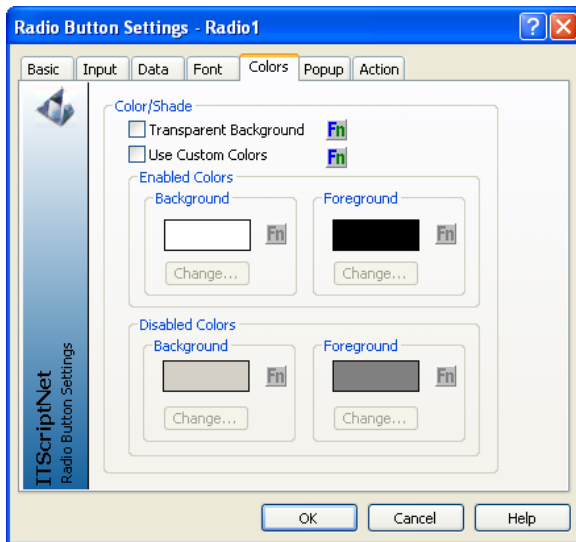 Radio Button Settings - Radio1
?
Basic Input Data Font Colors Popup Action
Color/Shade
Transparent Background Fn
Use Custom Colors Fn
Enabled Colors
Background Foreground
Fn Fn
Change... Change...
Disabled Colors
Background Foreground
Fn Fn
Change... Change...
ITScriptNet
Radio Button Settings
OK Cancel Help